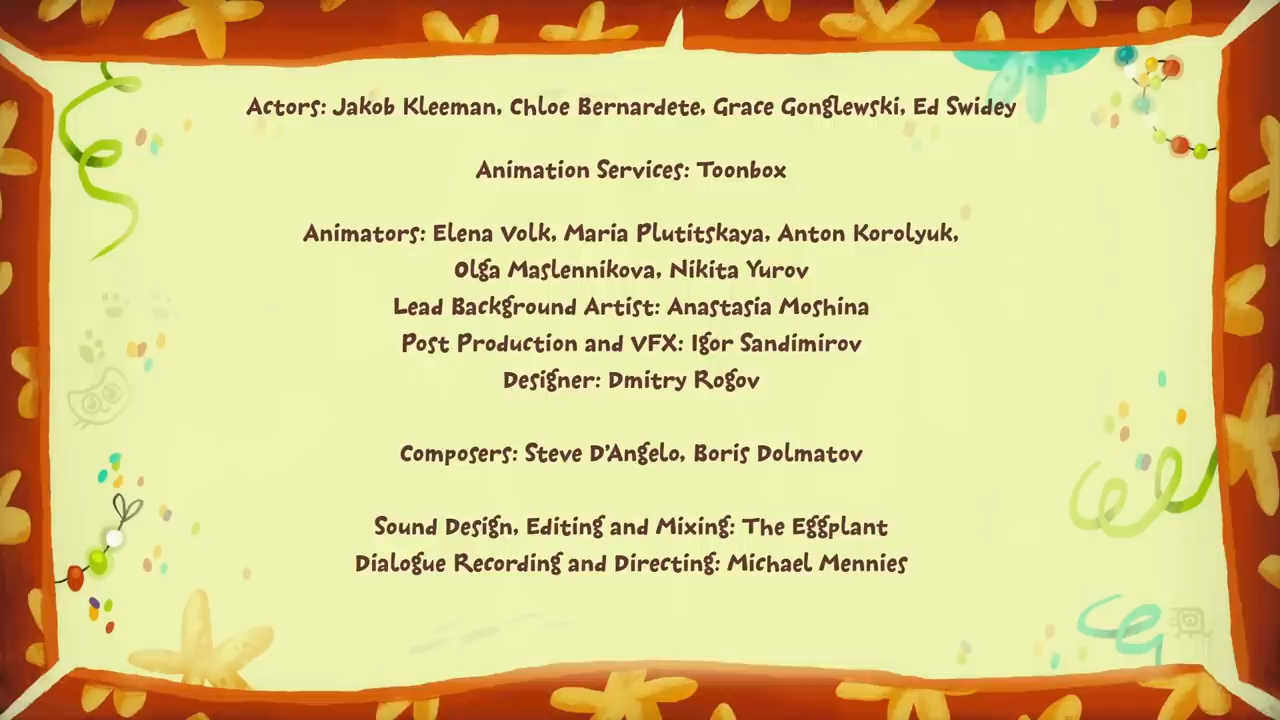 Actors: Jakob Kleeman, Chloe Bernardete, Grace Gonglewski, Ed Swidey
Animation Services: Toonbox
Animators: Elena Volk, Maria Plutitskaya, Anton Korolyuk,
Olga Maslennikova, Nikita Yurov
Lead Background Artist: Anastasia Moshina
Post Production and VFX: Igor Sandimirov
Designer: Dmitry Rogov
Composers: Steve D'Angelo, Boris Dolmatov
Sound Design, Editing and Mixing: The Eggplant
Dialogue Recording and Directing: Michael Mennies